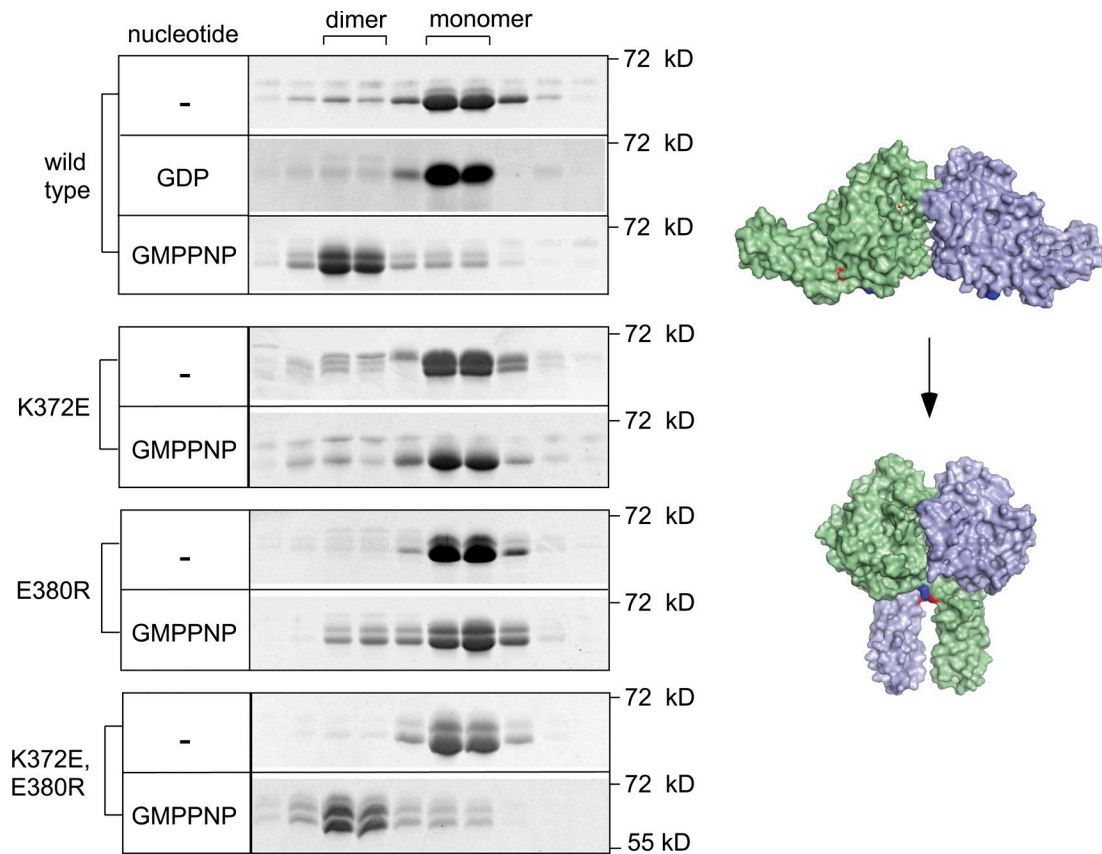 dimer monomer
nucleotide
72 kD
-
wild
type
72 kD
GDP
72 kD
GMPPNP
72 kD
-
K372E
72 kD
GMPPNP
72 kD
-
E380R
72 kD
GMPPNP
72 kD
-
K372E,
E380R
72 kD
GMPPNP
55 kD